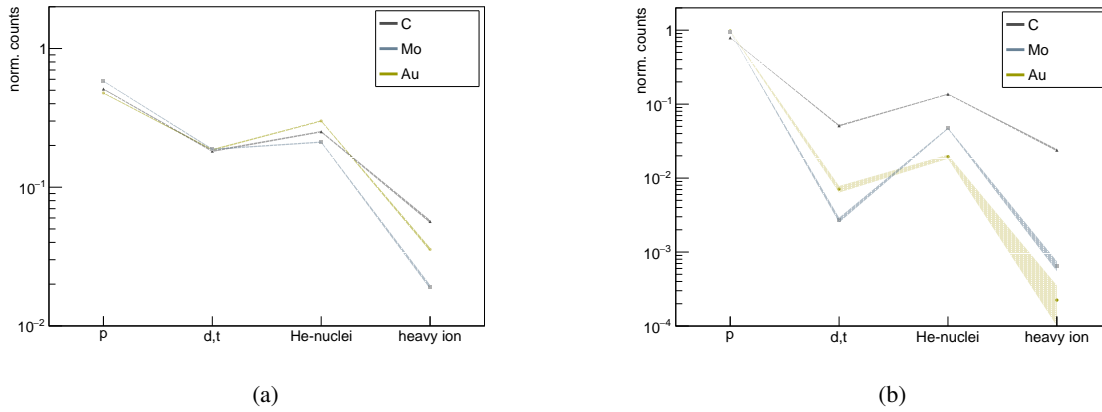 norm. counts
1
10⁻¹
10⁻²
C
Mo
Au
p
d,t
He-nuclei
heavy ion
(a)
norm. counts
1
10⁻¹
10⁻²
10⁻³
10⁻⁴
C
Mo
Au
p
d,t
He-nuclei
heavy ion
(b)